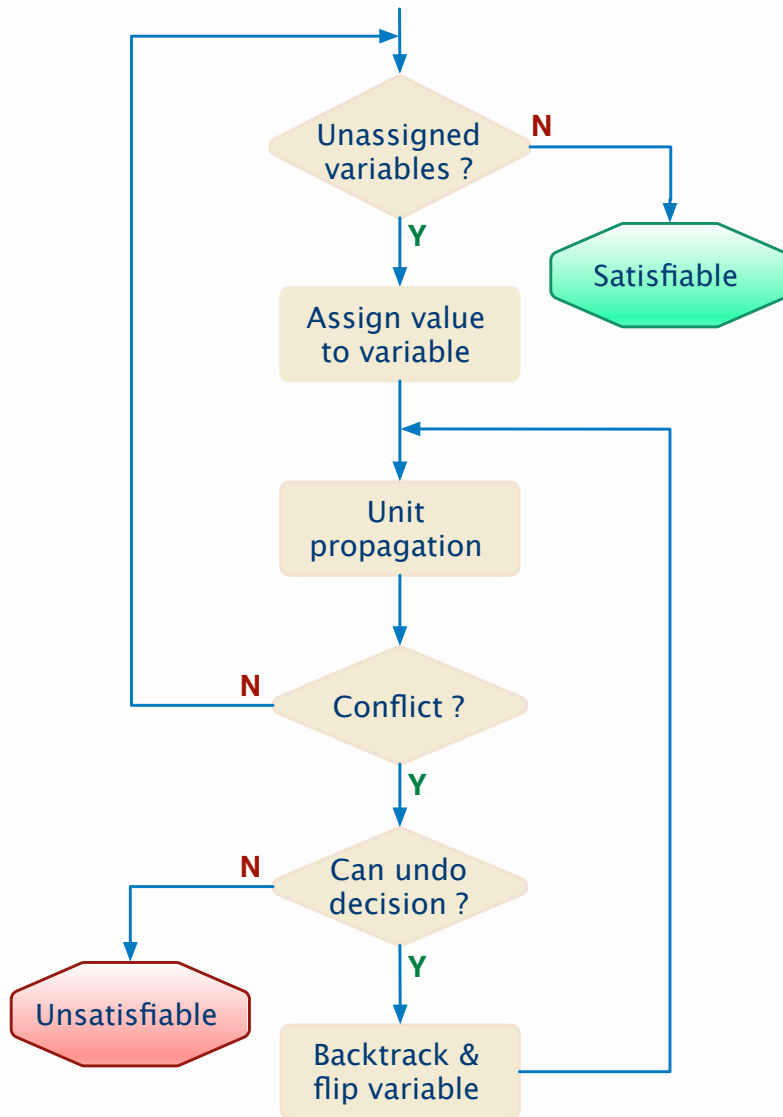 Unassigned
variables ?
N
Y
Satisfiable
Assign value
to variable
Unit
propagation
N
Conflict ?
Y
N
Can undo
decision ?
Y
Unsatisfiable
Backtrack &
flip variable